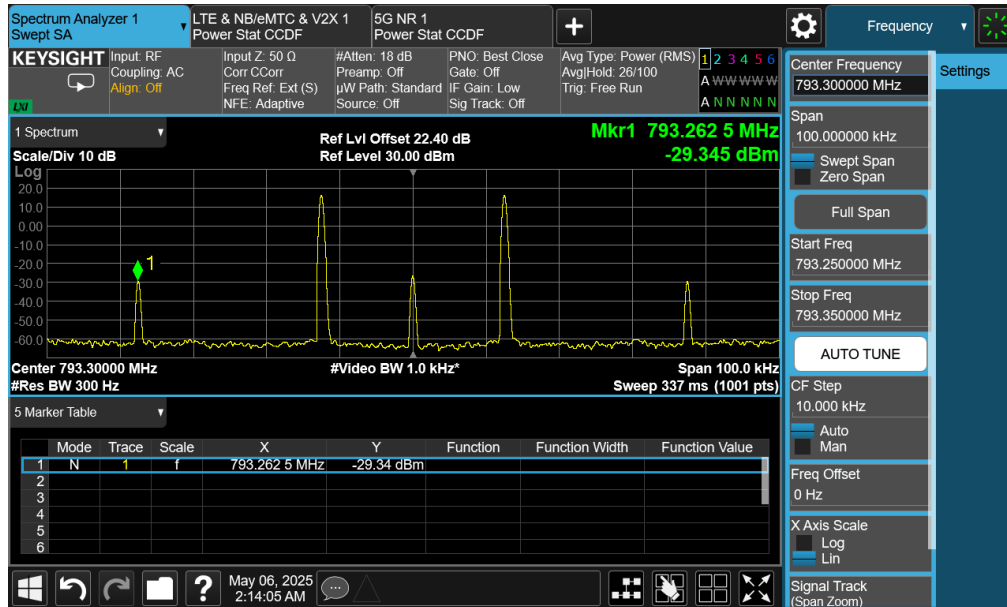 Spectrum Analyzer 1
Swept SA
LTE & NB/eMTC & V2X 1
Power Stat CCDF
5G NR 1
Power Stat CCDF
Frequency
KEYSIGHT
LXI
Input: RF
Coupling: AC
Align: Off
Input Z: 50 Ω
Corr CCorr
Freq Ref: Ext (S)
NFE: Adaptive
#Atten: 18 dB
Preamp: Off
µW Path: Standard
Source: Off
PNO: Best Close
Gate: Off
IF Gain: Low
Sig Track: Off
Avg Type: Power (RMS)
Avg|Hold: 26/100
Trig: Free Run
1 2 3 4 5 6
A W W W W W
A N N N N N
1 Spectrum
Scale/Div 10 dB
Log
Ref Lvl Offset 22.40 dB
Ref Level 30.00 dBm
Mkr1 793.262 5 MHz
-29.345 dBm
20.0
10.0
0.00
-10.0
-20.0
-30.0
-40.0
-50.0
-60.0
1
Center 793.30000 MHz
#Res BW 300 Hz
#Video BW 1.0 kHz*
Span 100.0 kHz
Sweep 337 ms (1001 pts)
5 Marker Table
Mode Trace Scale X Y Function Function Width Function Value
1 N 1 f 793.262 5 MHz -29.34 dBm
2
3
4
5
6
May 06, 2025
2:14:05 AM
Center Frequency
793.300000 MHz
Span
100.000000 kHz
Swept Span
Zero Span
Full Span
Start Freq
793.250000 MHz
Stop Freq
793.350000 MHz
AUTO TUNE
CF Step
10.000 kHz
Auto
Man
Freq Offset
0 Hz
X Axis Scale
Log
Lin
Signal Track
(Span Zoom)
Settings